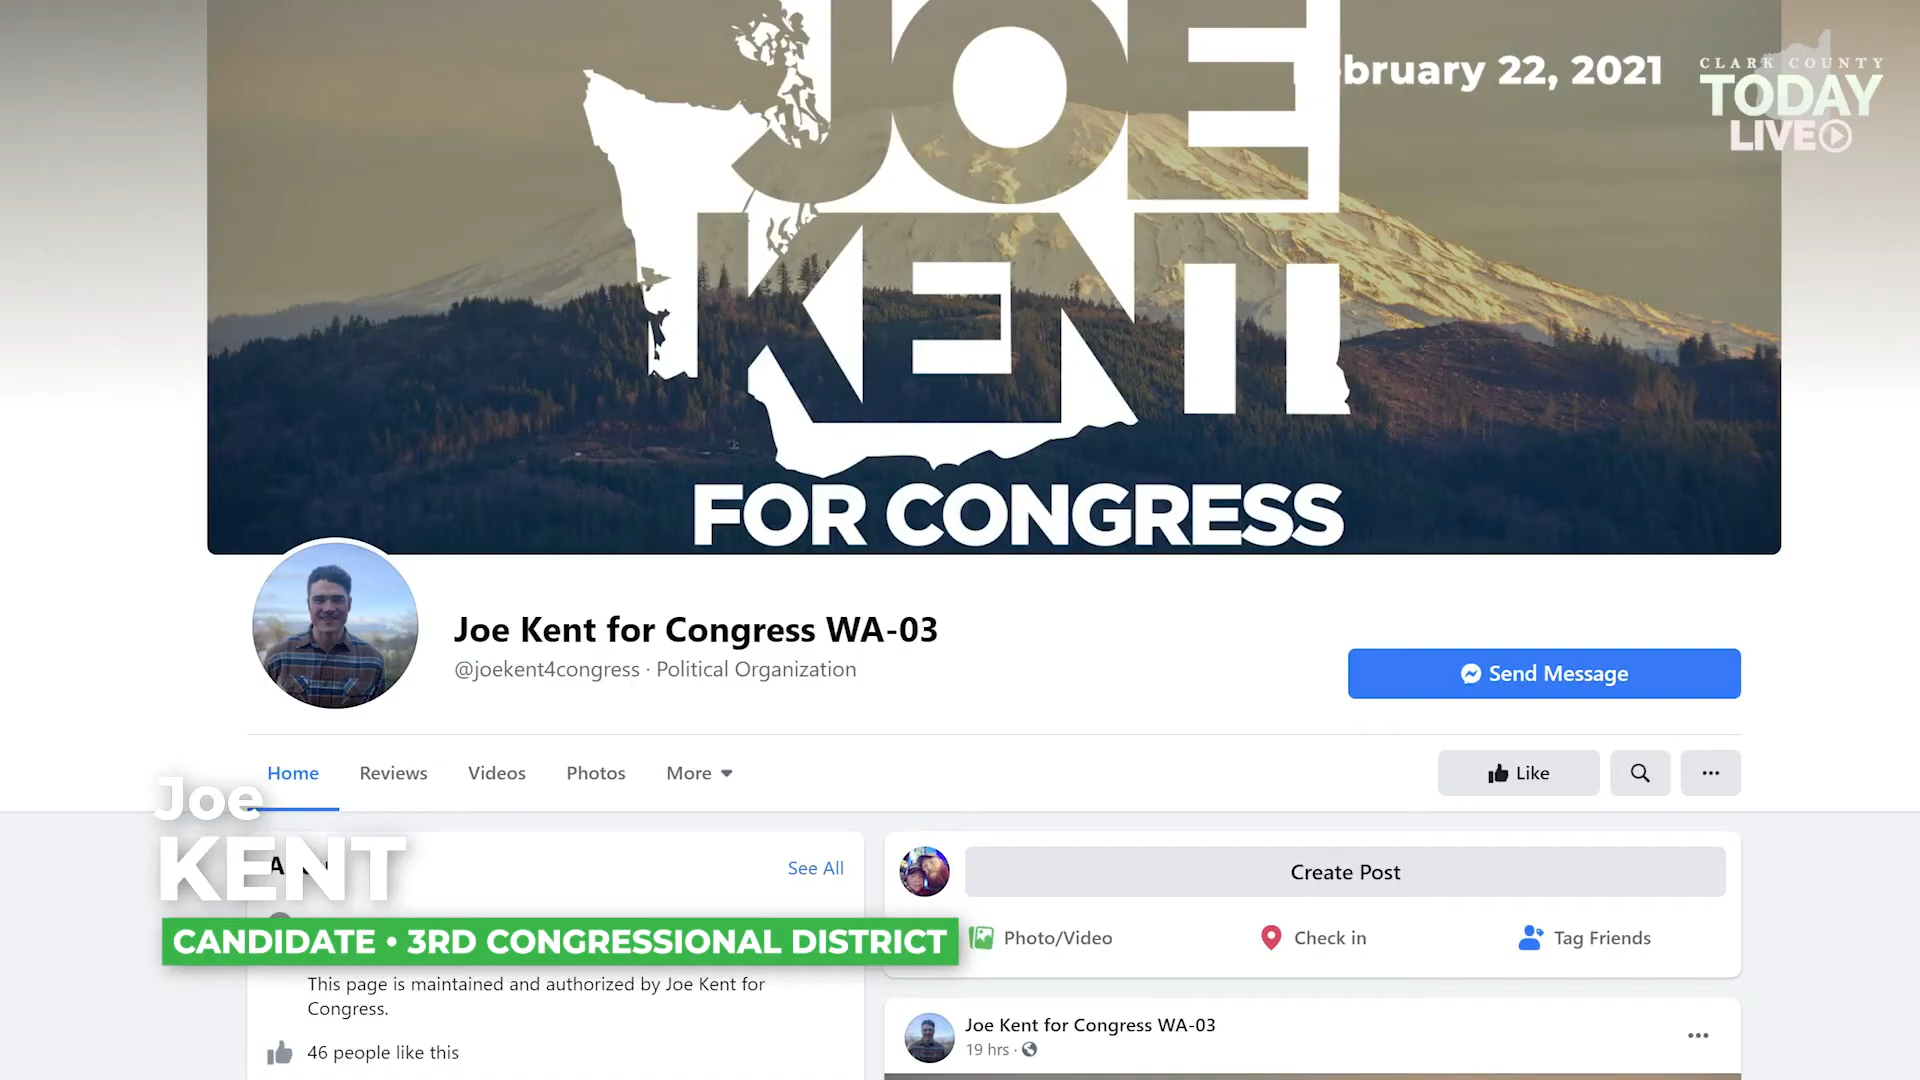 JOE
KENT
FOR CONGRESS
bruary 22, 2021
CLARK COUNTY
TODAY
LIVE
Joe Kent for Congress WA-03
@joekent4congress · Political Organization
Send Message
Home
Reviews
Videos
Photos
More
Like
Joe
KENT
CANDIDATE • 3RD CONGRESSIONAL DISTRICT
See All
This page is maintained and authorized by Joe Kent for
Congress.
46 people like this
Create Post
Photo/Video
Check in
Tag Friends
Joe Kent for Congress WA-03
19 hrs ·